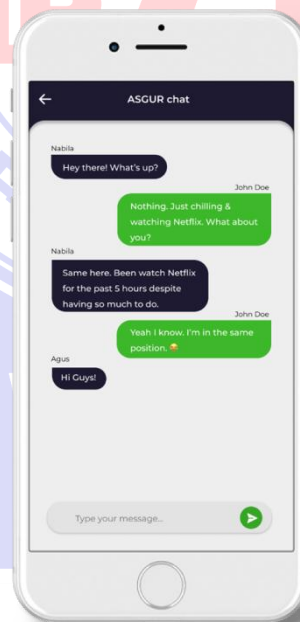 ASGUR chat
Nabila
Hey there! What's up?
John Doe
Nothing. Just chilling &
watching Netflix. What about
you?
Nabila
Same here. Been watch Netflix
for the past 5 hours despite
having so much to do.
John Doe
Yeah I know. I'm in the same
position. 😂
Agus
Hi Guys!
Type your message...